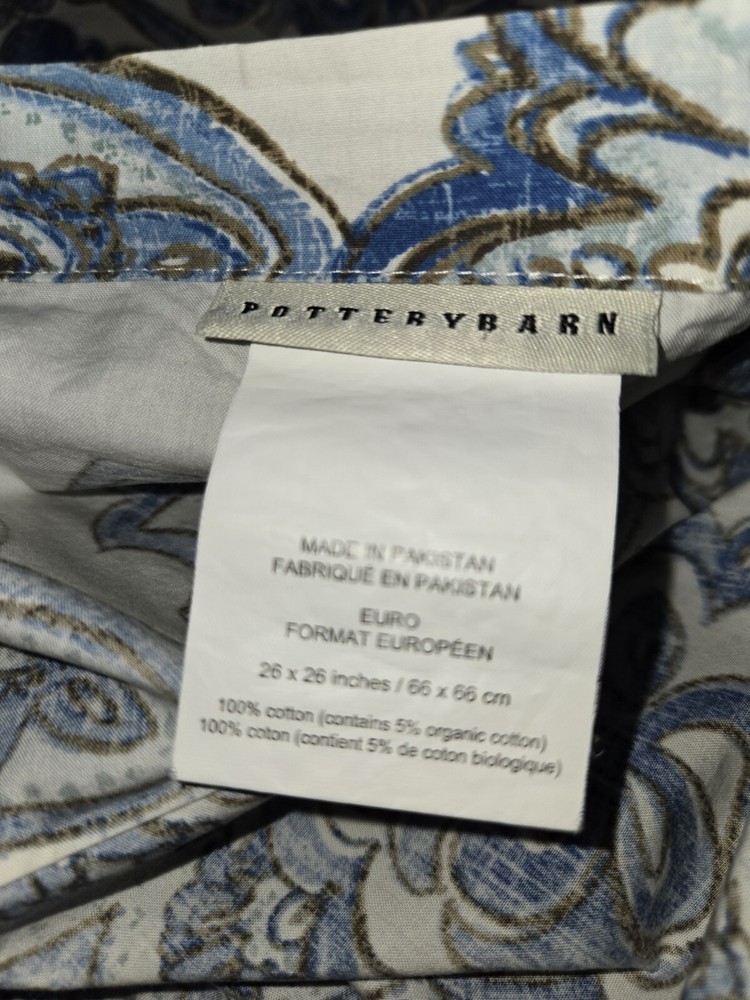 POTTERYBARN
MADE IN PAKISTAN
FABRIQUÉ EN PAKISTAN
EURO
FORMAT EUROPÉEN
26 x 26 inches / 66 x 66 cm
100% cotton (contains 5% organic cotton)
100% coton (contient 5% de coton biologique)